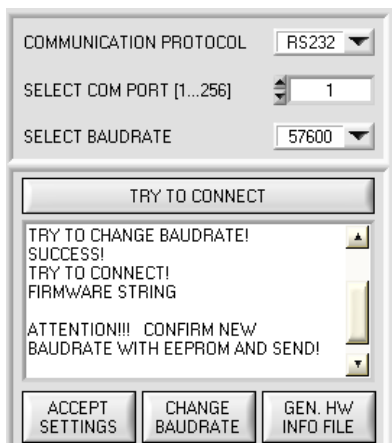 COMMUNICATION PROTOCOL RS232
SELECT COM PORT [1...256] 1
SELECT BAUDRATE 57600
TRY TO CONNECT
TRY TO CHANGE BAUDRATE!
SUCCESS!
TRY TO CONNECT!
FIRMWARE STRING
ATTENTION!!! CONFIRM NEW
BAUDRATE WITH EEPROM AND SEND!
ACCEPT
SETTINGS
CHANGE
BAUDRATE
GEN. HW
INFO FILE